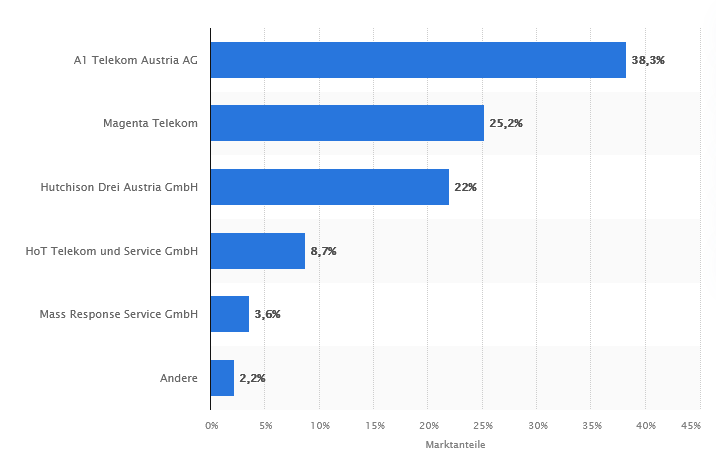 A1 Telekom Austria AG 38,3%
Magenta Telekom 25,2%
Hutchison Drei Austria GmbH 22%
HoT Telekom und Service GmbH 8,7%
Mass Response Service GmbH 3,6%
Andere 2,2%
0% 5% 10% 15% 20% 25% 30% 35% 40% 45%
Marktanteile